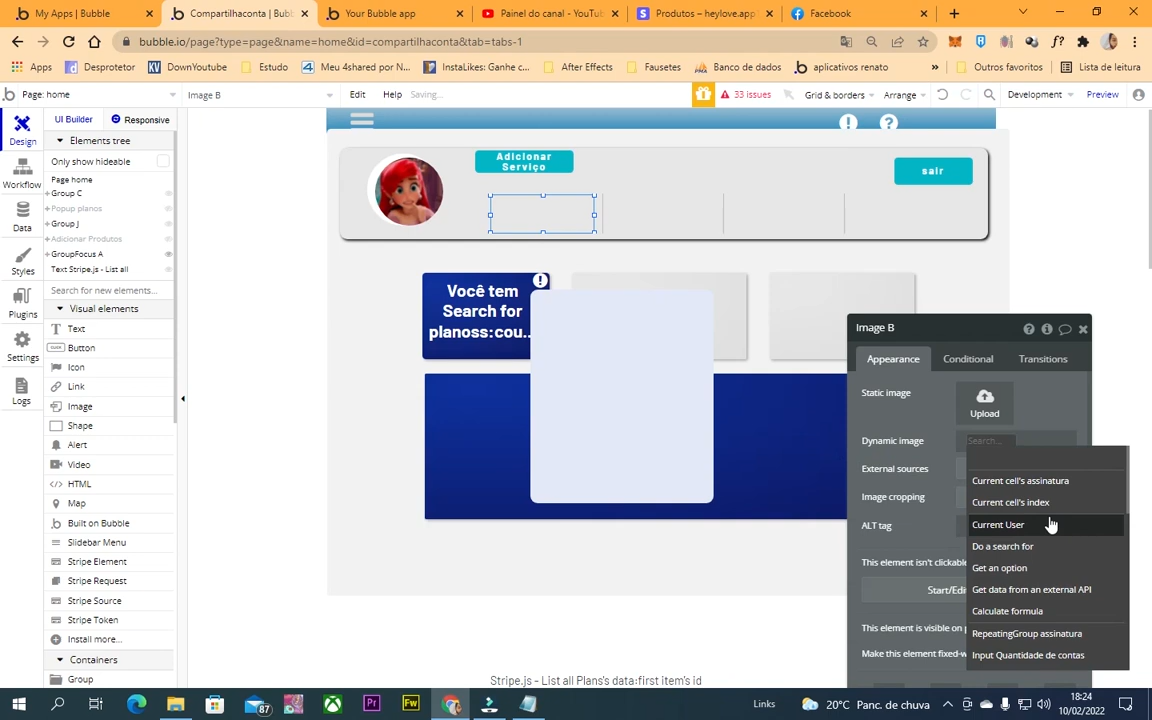 My Apps | Bubble
Compartilhaconta | Bubb
Your Bubble app
Painel do canal - YouTub
Produtos – heylove.app
Facebook
bubble.io/page?type=page&name=home&id=compartilhaconta&tab=tabs-1
Apps
Desprotetor
DownYoutube
Estudo
Meu 4shared por N...
InstaLikes: Ganhe c...
After Effects
Fausetes
Banco de dados
aplicativos renato
»
Outros favoritos
Lista de leitura
Page: home
Image B
Edit
Help
Saving...
33 issues
Grid & borders
Arrange
Development
Preview
Design
Workflow
Data
Styles
Plugins
Settings
Logs
UI Builder
Responsive
Elements tree
Only show hideable
Page home
+Group C
+Popup planos
+Group J
+Adicionar Produtos
+GroupFocus A
Text Stripe.js - List all
Search for new elements...
Visual elements
Text
Button
Icon
Link
Image
Shape
Alert
Video
</> HTML
Map
Built on Bubble
Slidebar Menu
Stripe Element
Stripe Request
Stripe Source
Stripe Token
Install more...
Containers
Group
Adicionar
Serviço
sair
Você tem
Search for
planoss:cou...
Stripe.js - List all Plans's data:first item's id
Image B
Appearance
Conditional
Transitions
Static image
Upload
Dynamic image
Search...
External sources
Image cropping
ALT tag
This element isn't clickable
Start/Edi
This element is visible on p
Make this element fixed-w
Current cell's assinatura
Current cell's index
Current User
Do a search for
Get an option
Get data from an external API
Calculate formula
RepeatingGroup assinatura
Input Quantidade de contas
87
Pr
Fw
Links
20°C Panc. de chuva
18:24
10/02/2022